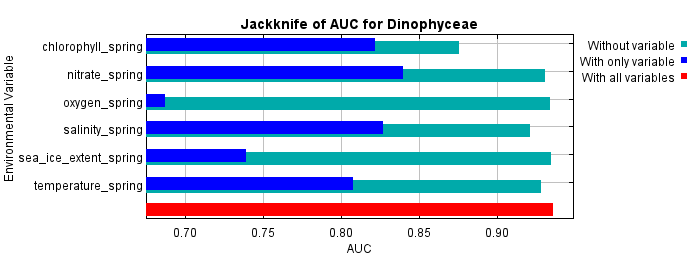 Jackknife of AUC for Dinophyceae
Environmental Variable
chlorophyll_spring
nitrate_spring
oxygen_spring
salinity_spring
sea_ice_extent_spring
temperature_spring
0.70 0.75 0.80 0.85 0.90
AUC
Without variable
With only variable
With all variables